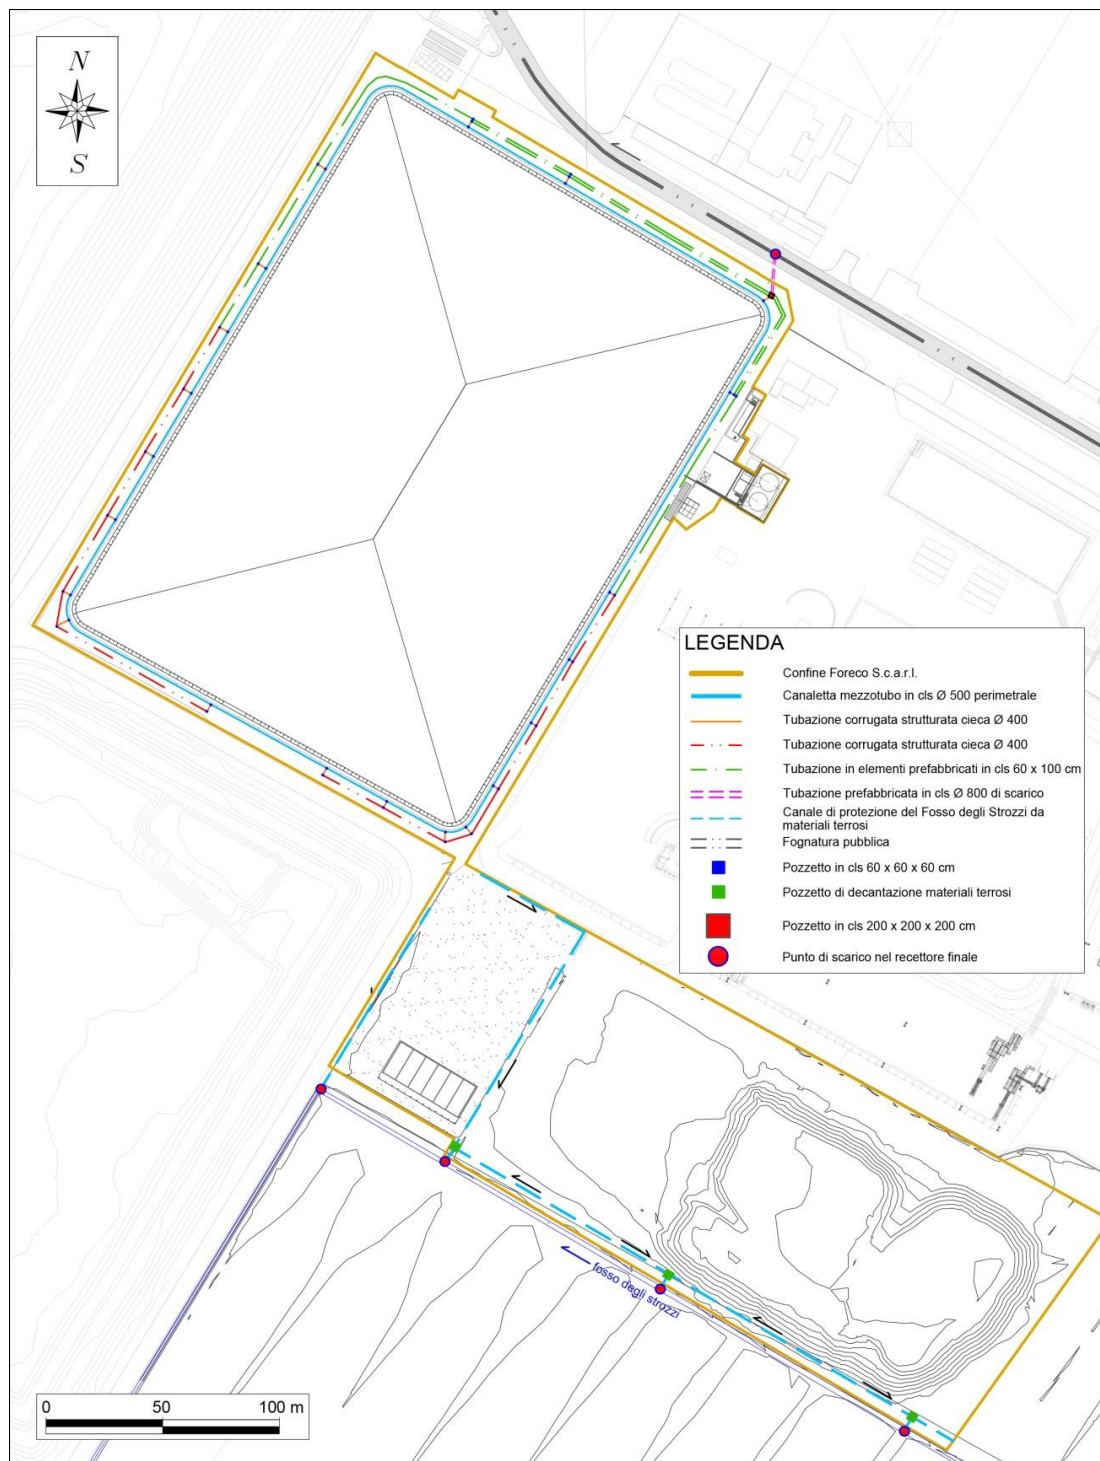 N
S
LEGENDA
Confine Foreco S.c.a.r.l.
Canaletta mezzotubo in cls Ø 500 perimetrale
Tubazione corrugata strutturata cieca Ø 400
Tubazione corrugata strutturata cieca Ø 400
Tubazione in elementi prefabbricati in cls 60 x 100 cm
Tubazione prefabbricata in cls Ø 800 di scarico
Canale di protezione del Fosso degli Strozzi da
materiali terrosi
Fognatura pubblica
Pozzetto in cls 60 x 60 x 60 cm
Pozzetto di decantazione materiali terrosi
Pozzetto in cls 200 x 200 x 200 cm
Punto di scarico nel recettore finale
fosso degli strozzi
0 50 100 m